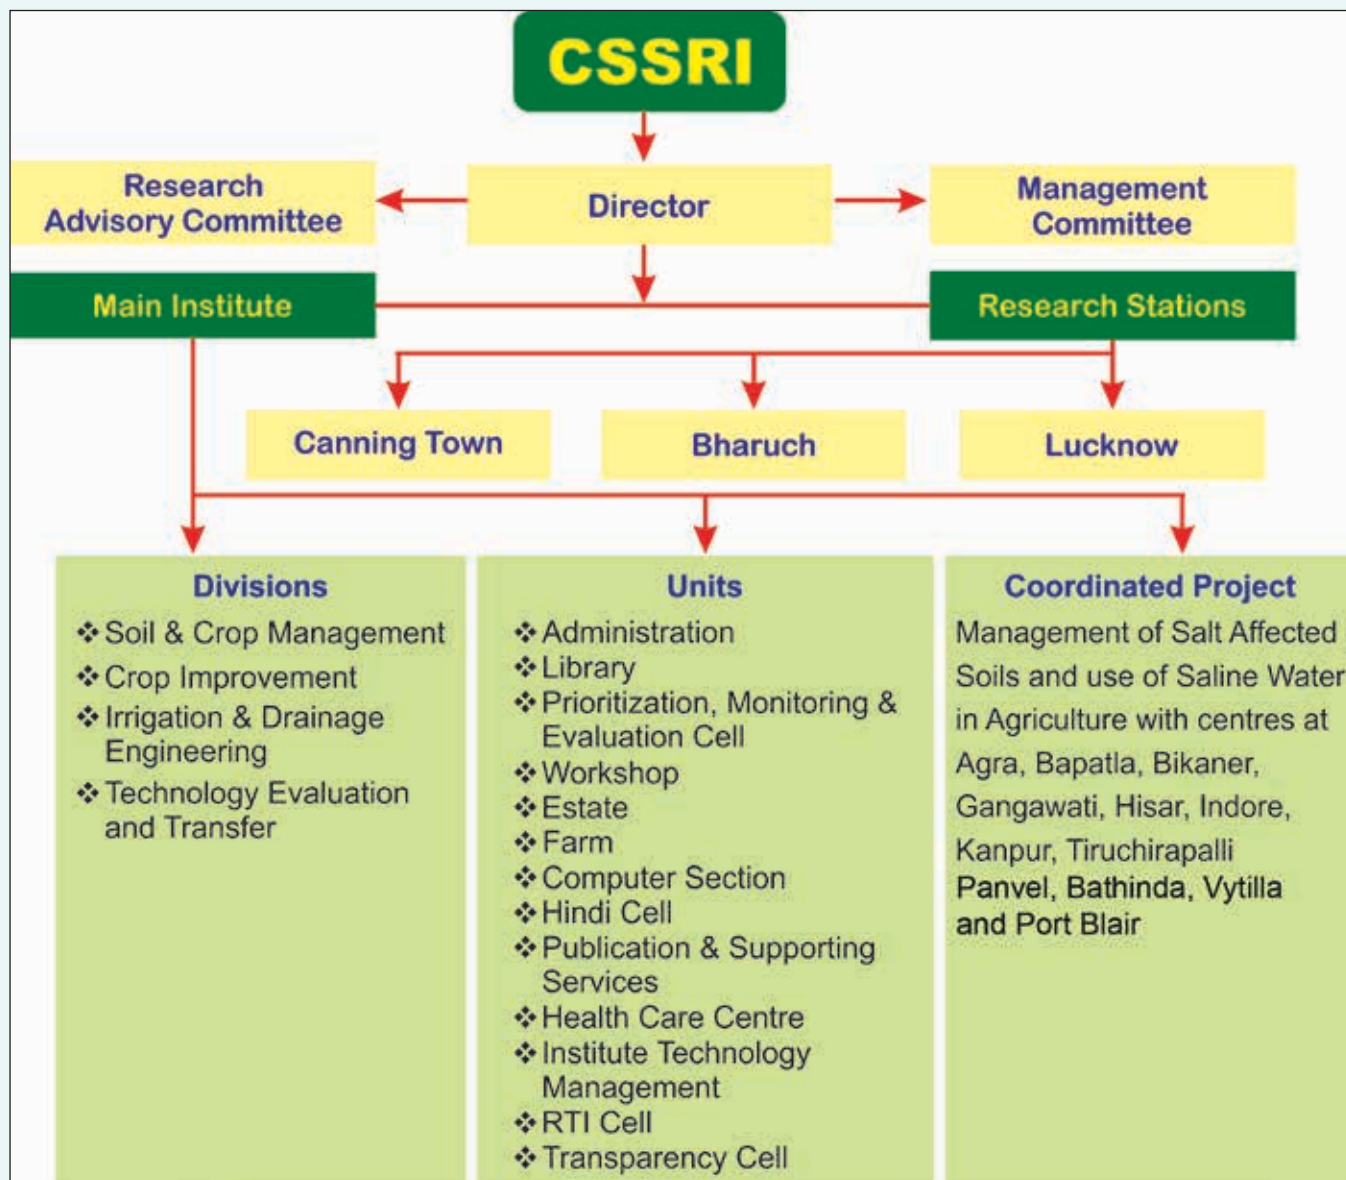 CSSRI
Research
Advisory Committee
Director
Management
Committee
Main Institute
Research Stations
Canning Town
Bharuch
Lucknow
Divisions
❖ Soil & Crop Management
❖ Crop Improvement
❖ Irrigation & Drainage
Engineering
❖ Technology Evaluation
and Transfer
Units
❖ Administration
❖ Library
❖ Prioritization, Monitoring &
Evaluation Cell
❖ Workshop
❖ Estate
❖ Farm
❖ Computer Section
❖ Hindi Cell
❖ Publication & Supporting
Services
❖ Health Care Centre
❖ Institute Technology
Management
❖ RTI Cell
❖ Transparency Cell
Coordinated Project
Management of Salt Affected
Soils and use of Saline Water
in Agriculture with centres at
Agra, Bapatla, Bikaner,
Gangawati, Hisar, Indore,
Kanpur, Tiruchirapalli
Panvel, Bathinda, Vytilla
and Port Blair